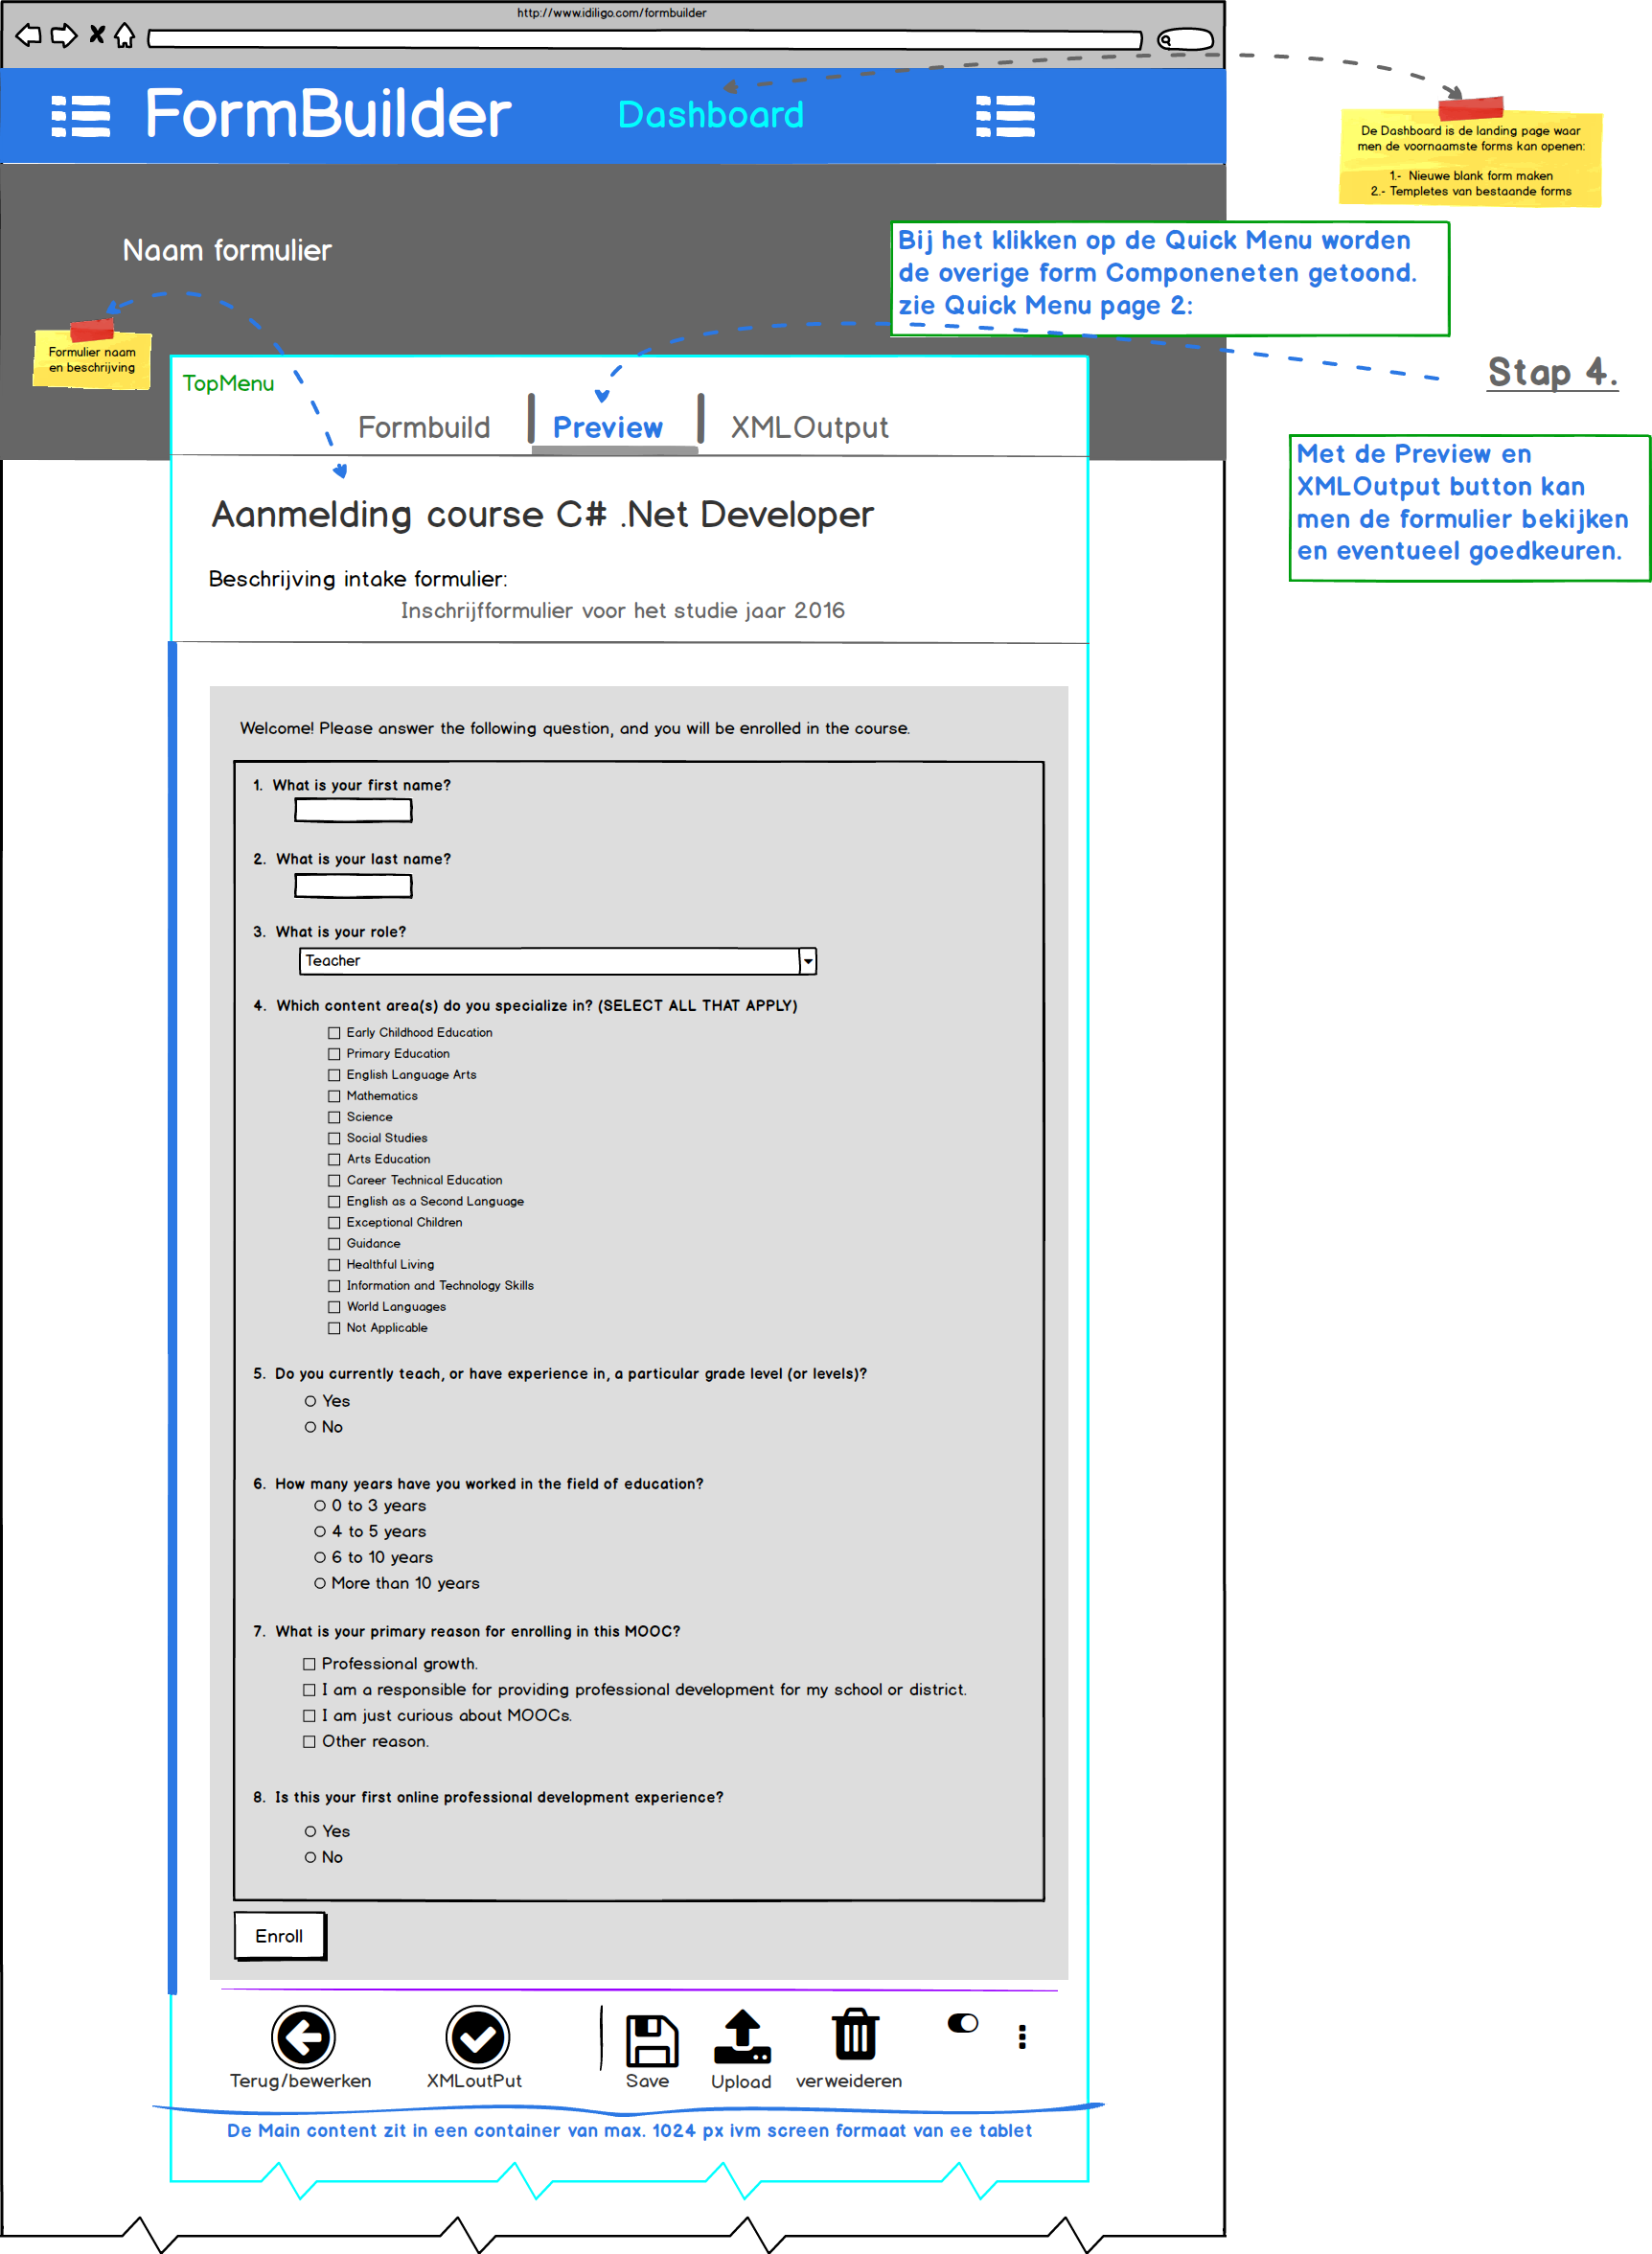 http://www.idiligo.com/formbuilder
FormBuilder
Dashboard
De Dashboard is de landing page waar
men de voornaamste forms kan openen:
1.- Nieuwe blank form maken
2.- Templetes van bestaande forms
Naam formulier
Bij het klikken op de Quick Menu worden
de overige form Componeneten getoond.
zie Quick Menu page 2:
Formulier naam
en beschrijving
Stap 4.
TopMenu
Formbuild
Preview
XMLOutput
Met de Preview en
XMLOutput button kan
men de formulier bekijken
en eventueel goedkeuren.
Aanmelding course C# .Net Developer
Beschrijving intake formulier:
Inschrijfformulier voor het studie jaar 2016
Welcome! Please answer the following question, and you will be enrolled in the course.
1. What is your first name?
2. What is your last name?
3. What is your role?
Teacher
4. Which content area(s) do you specialize in? (SELECT ALL THAT APPLY)
Early Childhood Education
Primary Education
English Language Arts
Mathematics
Science
Social Studies
Arts Education
Career Technical Education
English as a Second Language
Exceptional Children
Guidance
Healthful Living
Information and Technology Skills
World Languages
Not Applicable
5. Do you currently teach, or have experience in, a particular grade level (or levels)?
Yes
No
6. How many years have you worked in the field of education?
0 to 3 years
4 to 5 years
6 to 10 years
More than 10 years
7. What is your primary reason for enrolling in this MOOC?
Professional growth.
I am a responsible for providing professional development for my school or district.
I am just curious about MOOCs.
Other reason.
8. Is this your first online professional development experience?
Yes
No
Enroll
Terug/bewerken
XMLoutPut
Save
Upload
verweideren
De Main content zit in een container van max. 1024 px ivm screen formaat van ee tablet